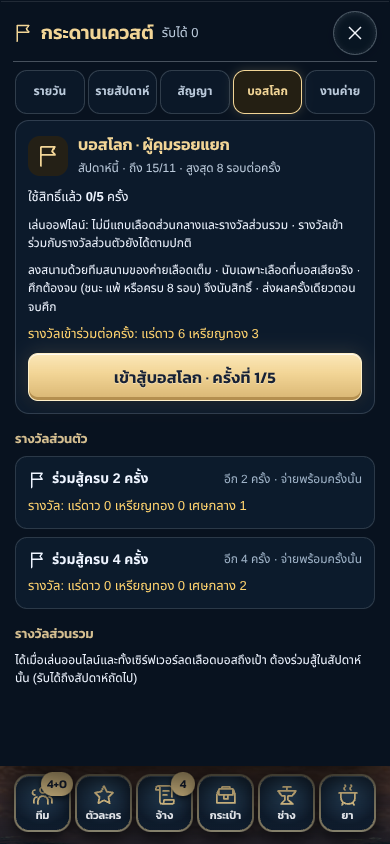 กระดานเควสต์ รับได้ 0
รายวัน รายสัปดาห์ สัญญา บอสโลก งานค่าย
บอสโลก · ผู้คุมรอยแยก
สัปดาห์นี้ · ถึง 15/11 · สูงสุด 8 รอบต่อครั้ง
ใช้สิทธิ์แล้ว 0/5 ครั้ง
เล่นออฟไลน์: ไม่มีแถบเลือดส่วนกลางและรางวัลส่วนรวม · รางวัลเข้า
ร่วมกับรางวัลส่วนตัวยังได้ตามปกติ
ลงสนามด้วยทีมสนามของค่ายเลือดเต็ม · นับเฉพาะเลือดที่บอสเสียจริง ·
ศึกต้องจบ (ชนะ แพ้ หรือครบ 8 รอบ) จึงนับสิทธิ์ · ส่งผลครั้งเดียวตอน
จบศึก
รางวัลเข้าร่วมต่อครั้ง: แร่ดาว 6 เหรียญทอง 3
เข้าสู้บอสโลก · ครั้งที่ 1/5
รางวัลส่วนตัว
ร่วมสู้ครบ 2 ครั้ง อีก 2 ครั้ง · จ่ายพร้อมครั้งนั้น
รางวัล: แร่ดาว 0 เหรียญทอง 0 เศษกลาง 1
ร่วมสู้ครบ 4 ครั้ง อีก 4 ครั้ง · จ่ายพร้อมครั้งนั้น
รางวัล: แร่ดาว 0 เหรียญทอง 0 เศษกลาง 2
รางวัลส่วนรวม
ได้เมื่อเล่นออนไลน์และทั้งเซิร์ฟเวอร์ลดเลือดบอสถึงเป้า ต้องร่วมสู้ในสัปดาห์
นั้น (รับได้ถึงสัปดาห์ถัดไป)
4+0 4
ทีม ตัวละคร จ้าง กระเป๋า ช่าง ยา